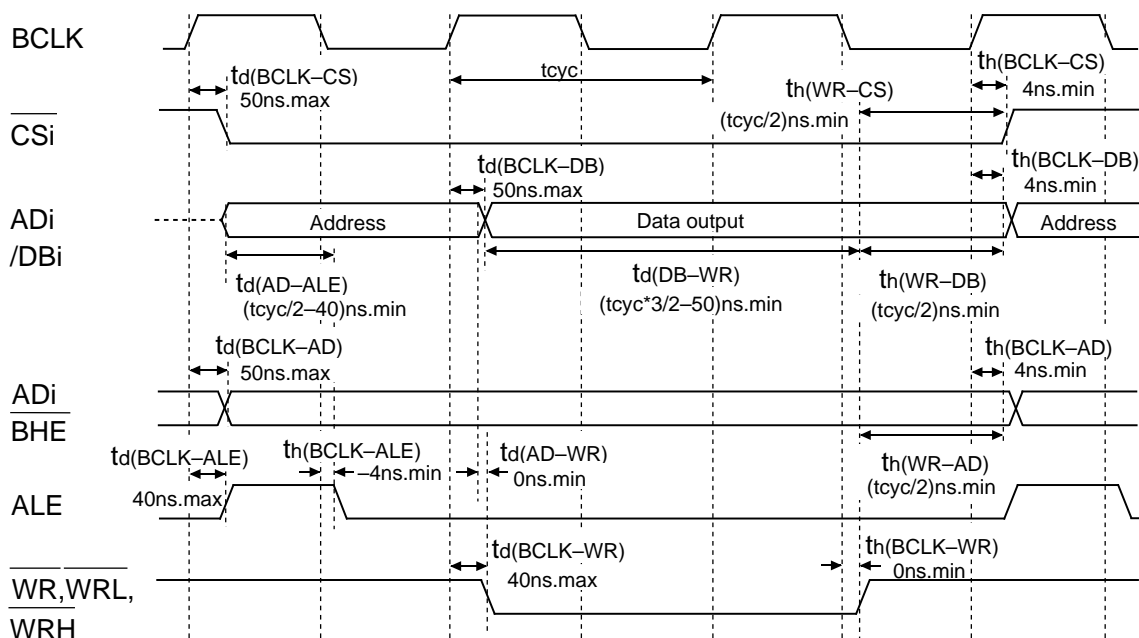 BCLK
td(BCLK–CS)
50ns.max
tcyc
th(BCLK–CS)
4ns.min
th(WR–CS)
(tcyc/2)ns.min
CSi
td(BCLK–DB)
50ns.max
th(BCLK–DB)
4ns.min
ADi
/DBi
Address
Data output
Address
td(AD–ALE)
(tcyc/2–40)ns.min
td(DB–WR)
(tcyc*3/2–50)ns.min
th(WR–DB)
(tcyc/2)ns.min
td(BCLK–AD)
50ns.max
th(BCLK–AD)
4ns.min
ADi
BHE
td(BCLK–ALE)
40ns.max
th(BCLK–ALE)
–4ns.min
td(AD–WR)
0ns.min
th(WR–AD)
(tcyc/2)ns.min
ALE
td(BCLK–WR)
40ns.max
th(BCLK–WR)
0ns.min
WR,WRL,
WRH